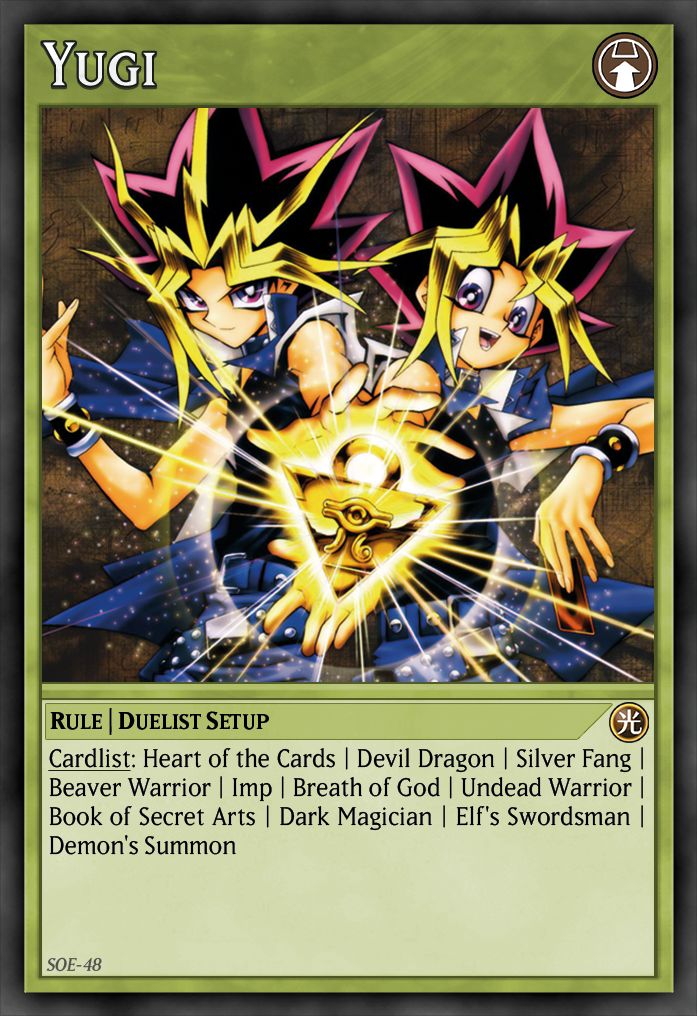 Yugi
Rule | Duelist Setup
光
Cardlist: Heart of the Cards | Devil Dragon | Silver Fang |
Beaver Warrior | Imp | Breath of God | Undead Warrior |
Book of Secret Arts | Dark Magician | Elf's Swordsman |
Demon's Summon
SOE-48